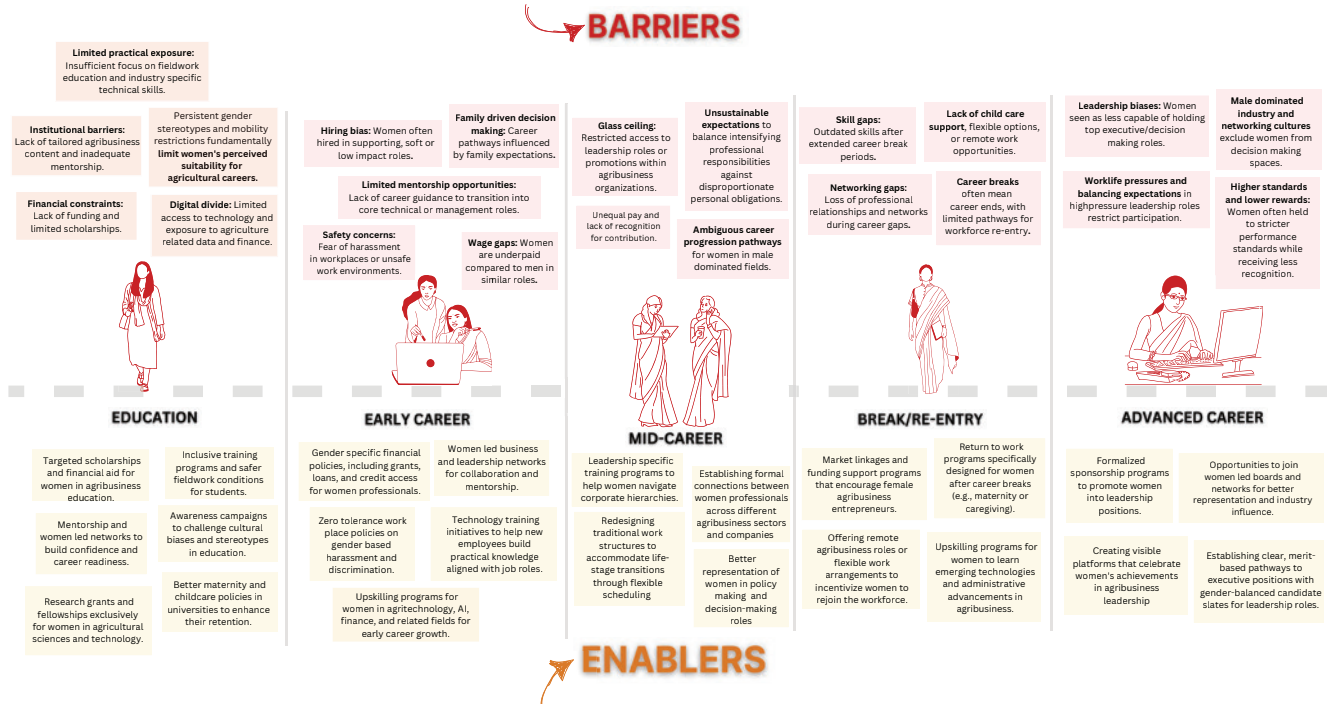 BARRIERS
Limited practical exposure:
Insufficient focus on fieldwork
education and industry specific
technical skills.
Institutional barriers:
Lack of tailored agribusiness
content and inadequate
mentorship.
Persistent gender
stereotypes and mobility
restrictions fundamentally
limit women's perceived
suitability for
agricultural careers.
Financial constraints:
Lack of funding and
limited scholarships.
Digital divide: Limited
access to technology and
exposure to agriculture
related data and finance.
Hiring bias: Women often
hired in supporting, soft or
low impact roles.
Family driven decision
making: Career
pathways influenced
by family expectations.
Limited mentorship opportunities:
Lack of career guidance to transition into
core technical or management roles.
Safety concerns:
Fear of harassment
in workplaces or unsafe
work environments.
Wage gaps: Women
are underpaid
compared to men in
similar roles.
Glass ceiling:
Restricted access to
leadership roles or
promotions within
agribusiness
organizations.
Unsustainable
expectations to
balance intensifying
professional
responsibilities
against
disproportionate
personal obligations.
Unequal pay and
lack of recognition
for contribution.
Ambiguous career
progression pathways
for women in male
dominated fields.
Skill gaps:
Outdated skills after
extended career break
periods.
Lack of child care
support, flexible options,
or remote work
opportunities.
Networking gaps:
Loss of professional
relationships and networks
during career gaps.
Career breaks
often mean
career ends, with
limited pathways for
workforce re-entry.
Leadership biases: Women
seen as less capable of holding
top executive/decision
making roles.
Male dominated
industry and
networking cultures
exclude women from
decision making
spaces.
Worklife pressures and
balancing expectations in
highpressure leadership roles
restrict participation.
Higher standards
and lower rewards:
Women often held
to stricter
performance
standards while
receiving less
recognition.
EDUCATION
EARLY CAREER
MID-CAREER
BREAK/RE-ENTRY
ADVANCED CAREER
Targeted scholarships
and financial aid for
women in agribusiness
education.
Inclusive training
programs and safer
fieldwork conditions
for students.
Mentorship and
women led networks to
build confidence and
career readiness.
Awareness campaigns
to challenge cultural
biases and stereotypes
in education.
Research grants and
fellowships exclusively
for women in agricultural
sciences and technology.
Better maternity and
childcare policies in
universities to enhance
their retention.
Gender specific financial
policies, including grants,
loans, and credit access
for women professionals.
Women led business
and leadership networks
for collaboration and
mentorship.
Zero tolerance work
place policies on
gender based
harassment and
discrimination.
Technology training
initiatives to help new
employees build
practical knowledge
aligned with job roles.
Upskilling programs for
women in agritechnology, AI,
finance, and related fields for
early career growth.
Leadership specific
training programs to
help women navigate
corporate hierarchies.
Establishing formal
connections between
women professionals
across different
agribusiness sectors
and companies
Redesigning
traditional work
structures to
accommodate life-
stage transitions
through flexible
scheduling
Better
representation of
women in policy
making and
decision-making
roles
Market linkages and
funding support programs
that encourage female
agribusiness
entrepreneurs.
Return to work
programs specifically
designed for women
after career breaks
(e.g., maternity or
caregiving).
Offering remote
agribusiness roles or
flexible work
arrangements to
incentivize women to
rejoin the workforce.
Upskilling programs for
women to learn
emerging technologies
and administrative
advancements in
agribusiness.
Formalized
sponsorship programs
to promote women
into leadership
positions.
Opportunities to join
women led boards and
networks for better
representation and industry
influence.
Creating visible
platforms that celebrate
women's achievements
in agribusiness
leadership
Establishing clear, merit-
based pathways to
executive positions with
gender-balanced candidate
slates for leadership roles.
ENABLERS